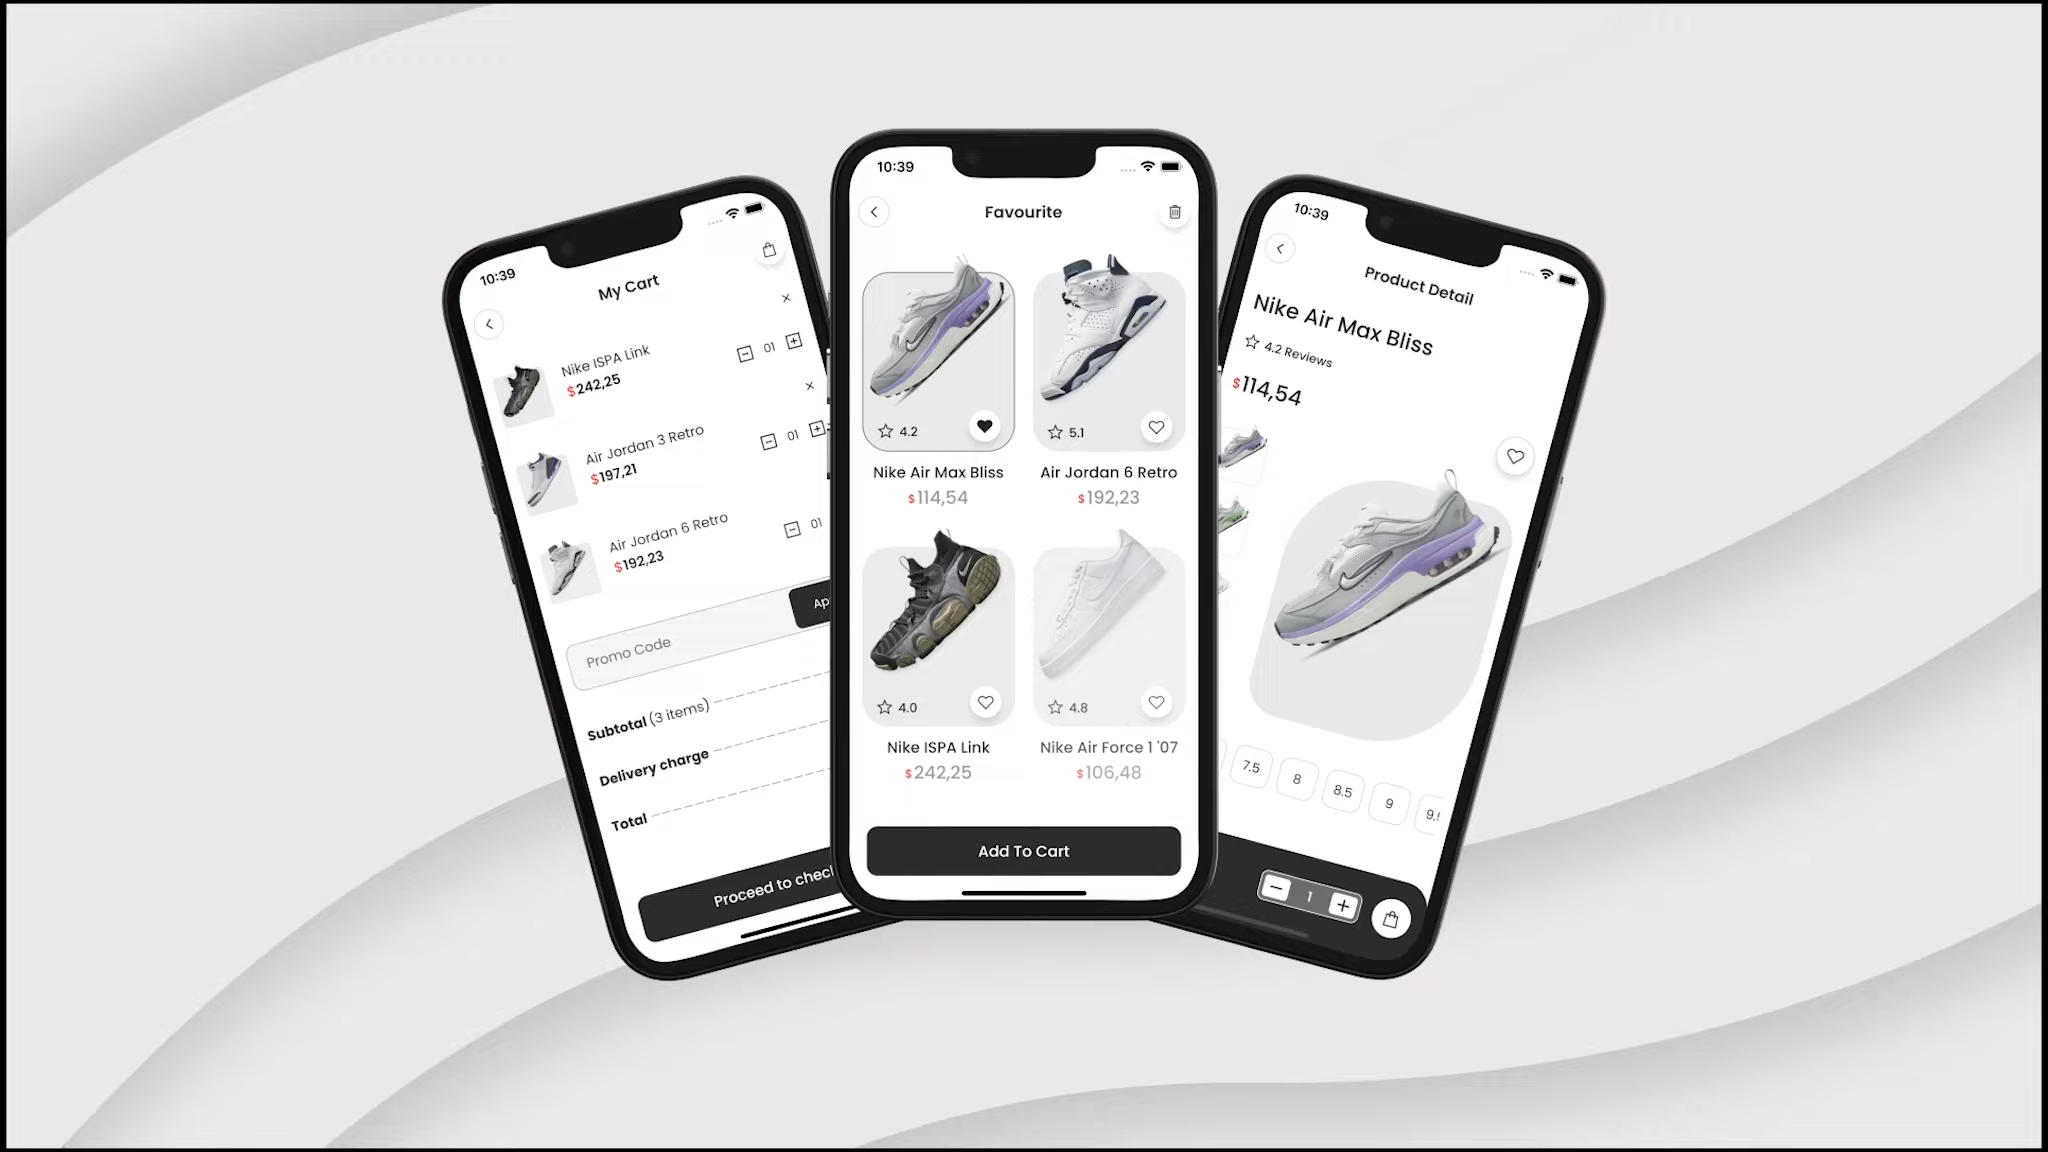 10:39
My Cart
Nike ISPA Link
$242,25
01
Air Jordan 3 Retro
$197,21
01
Air Jordan 6 Retro
$192,23
01
Promo Code
Subtotal (3 items)
Delivery charge
Total
Proceed to
10:39
Favourite
4.2
5.1
Nike Air Max Bliss
Air Jordan 6 Retro
$114,54
$192,23
4.0
4.8
Nike ISPA Link
Nike Air Force 1 '07
$242,25
$106,48
Add To Cart
10:39
Product Detail
Nike Air Max Bliss
4.2 Reviews
$114,54
7.5
8
8.5
9
1